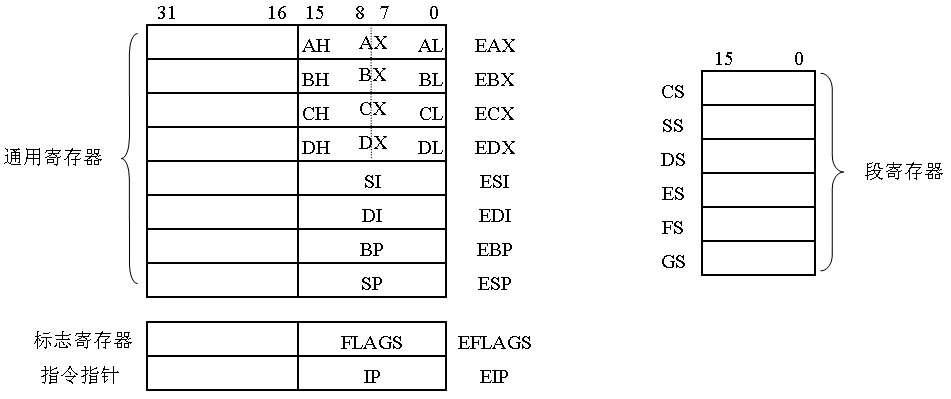 31 16 15 8 7 0
AH AX AL EAX
BH BX BL EBX
CH CX CL ECX
DH DX DL EDX
通用寄存器
SI ESI
DI EDI
BP EBP
SP ESP
标志寄存器 FLAGS EFLAGS
指令指针 IP EIP
15 0
CS
SS
DS
ES
FS
GS
段寄存器